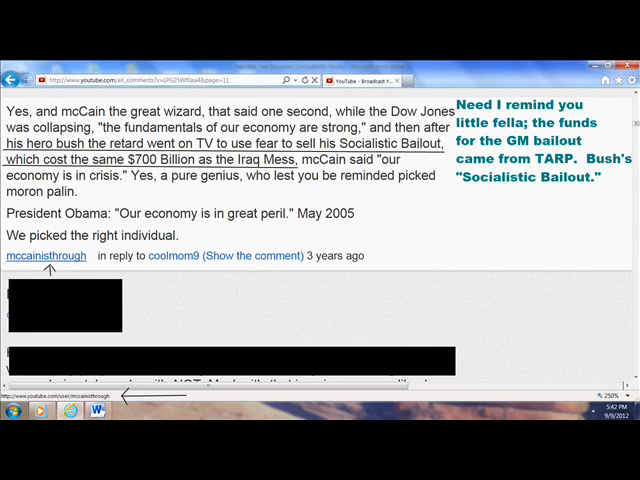 http://www.youtube.com/all_comments?v=LPG25Wf0aa4&page=11
YouTube - Broadcast Y...
Yes, and mcCain the great wizard, that said one second, while the Dow Jones
was collapsing, "the fundamentals of our economy are strong," and then after
his hero bush the retard went on TV to use fear to sell his Socialistic Bailout,
which cost the same $700 Billion as the Iraq Mess, mcCain said "our
economy is in crisis." Yes, a pure genius, who lest you be reminded picked
moron palin.
President Obama: "Our economy is in great peril." May 2005
We picked the right individual.
mccainisthrough in reply to coolmom9 (Show the comment) 3 years ago
Need I remind you
little fella; the funds
for the GM bailout
came from TARP. Bush's
"Socialistic Bailout."
http://www.youtube.com/user/mccainisthrough
250%
5:42 PM
9/9/2012